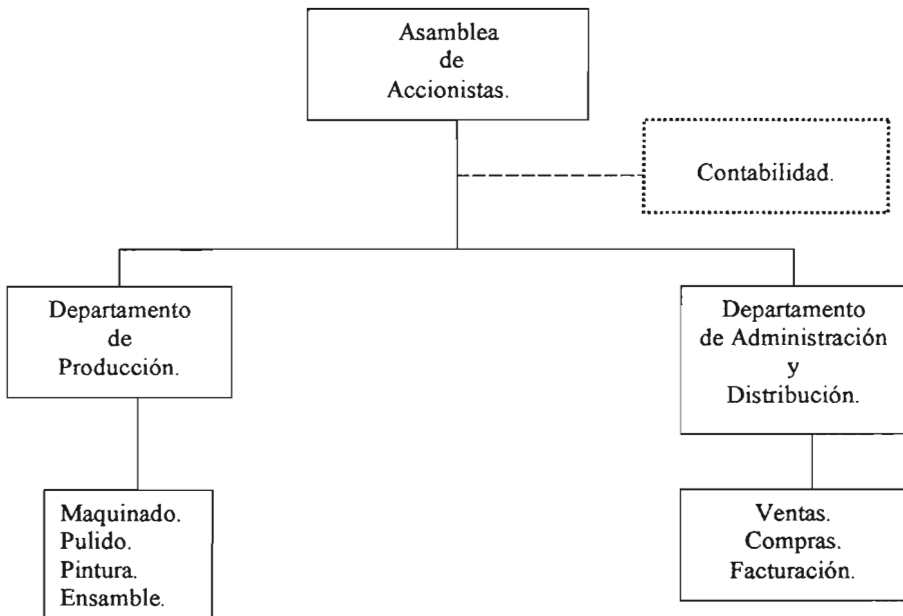 Asamblea
de
Accionistas.
Contabilidad.
Departamento
de
Producción.
Departamento
de Administración
y
Distribución.
Maquinado.
Pulido.
Pintura.
Ensamble.
Ventas.
Compras.
Facturación.